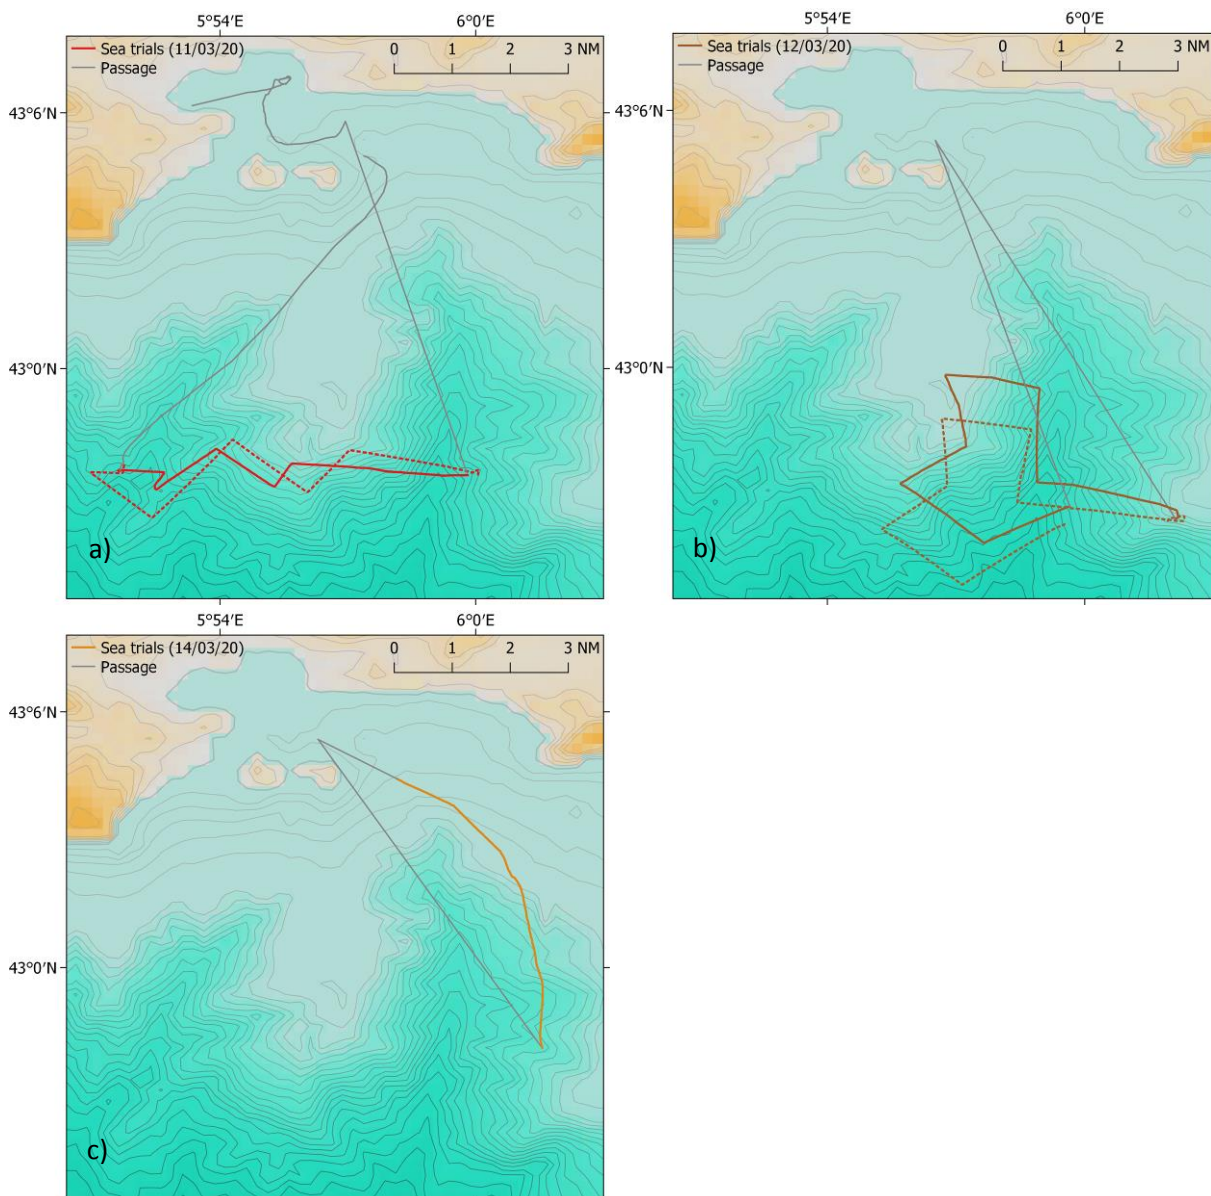 5°54′E 6°0′E
Sea trials (11/03/20) 0 1 2 3 NM
Passage
43°6′N
43°0′N
a)
5°54′E 6°0′E
Sea trials (12/03/20) 0 1 2 3 NM
Passage
43°6′N
43°0′N
b)
5°54′E 6°0′E
Sea trials (14/03/20) 0 1 2 3 NM
Passage
43°6′N
43°0′N
c)